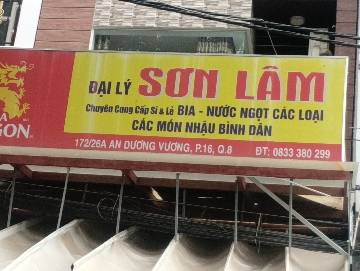 ĐẠI LÝ SƠN LÂM
Chuyên Cung Cấp Sỉ & Lẻ BIA - NƯỚC NGỌT CÁC LOẠI
CÁC MÓN NHẬU BÌNH DÂN
172/26A AN DƯƠNG VƯƠNG, P.16, Q.8 ĐT: 0833 380 299